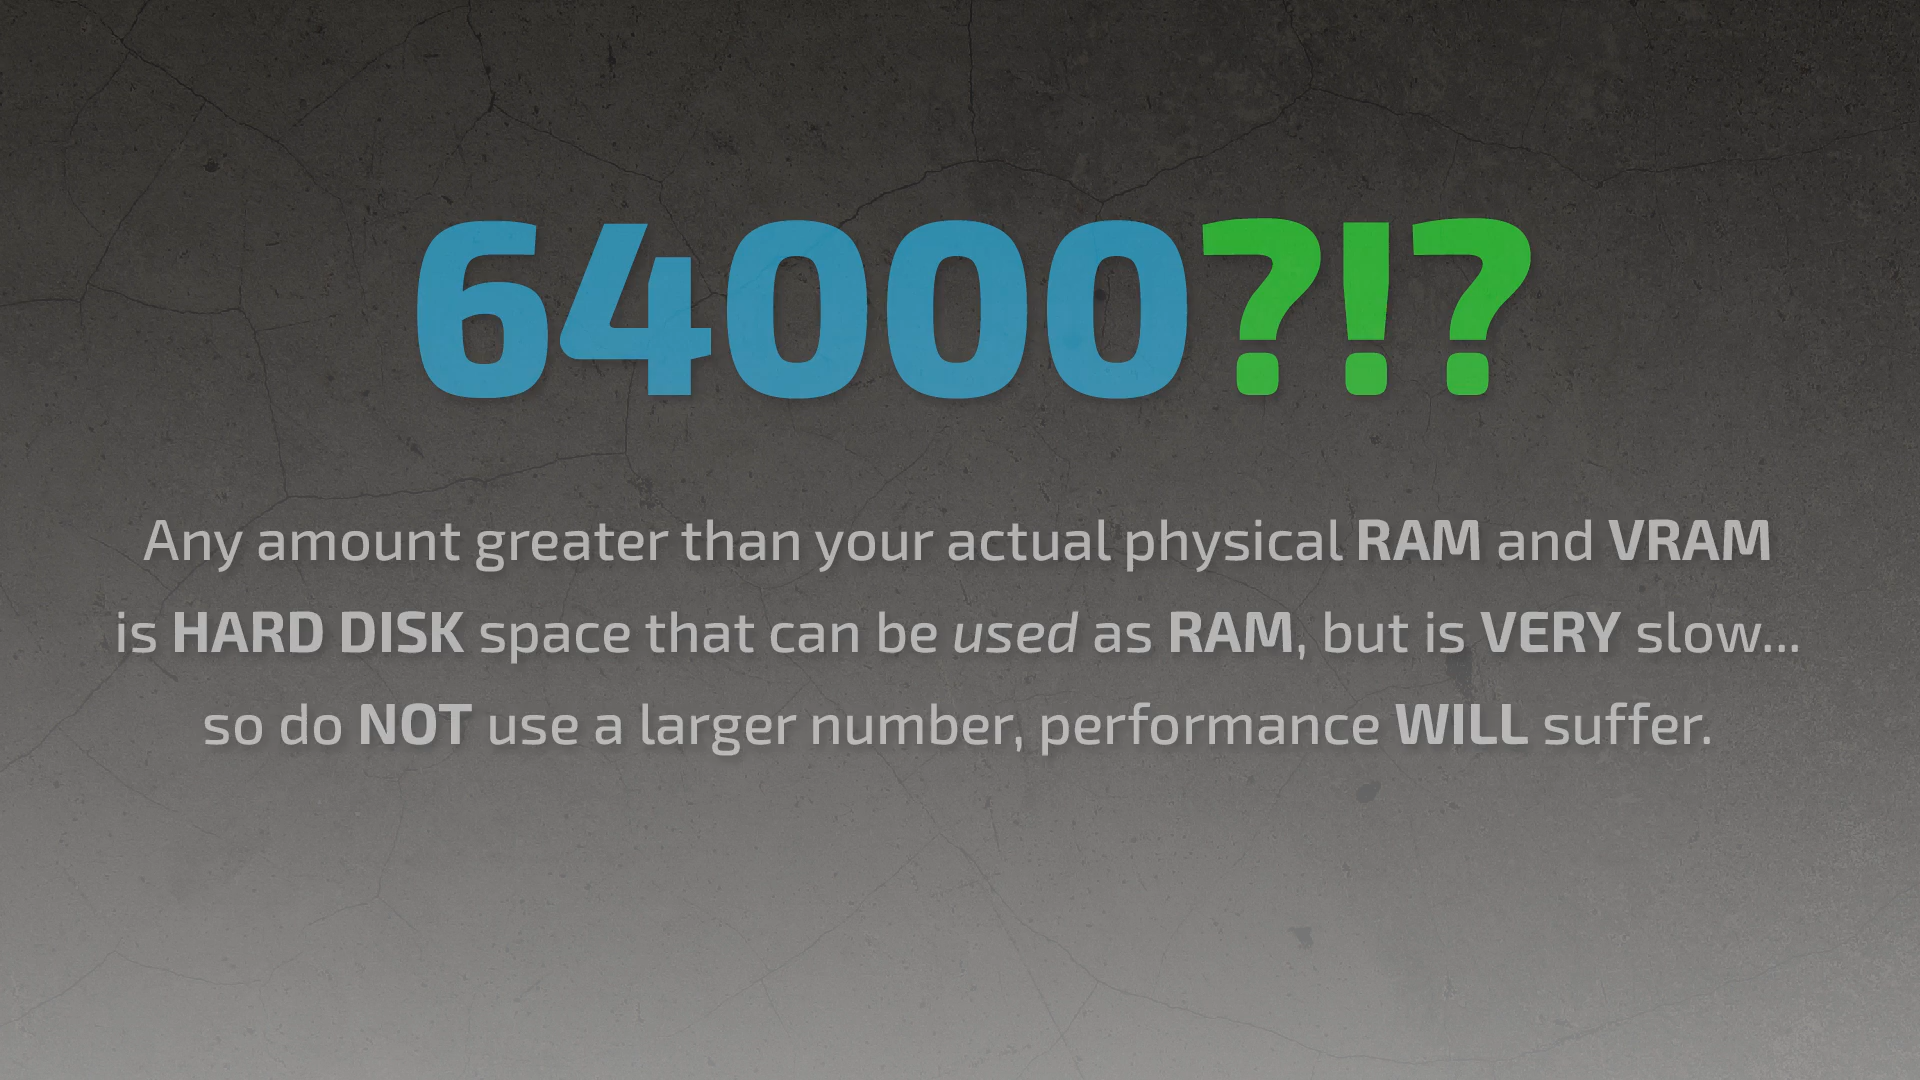 64000?!?
Any amount greater than your actual physical RAM and VRAM
is HARD DISK space that can be used as RAM, but is VERY slow...
so do NOT use a larger number, performance WILL suffer.